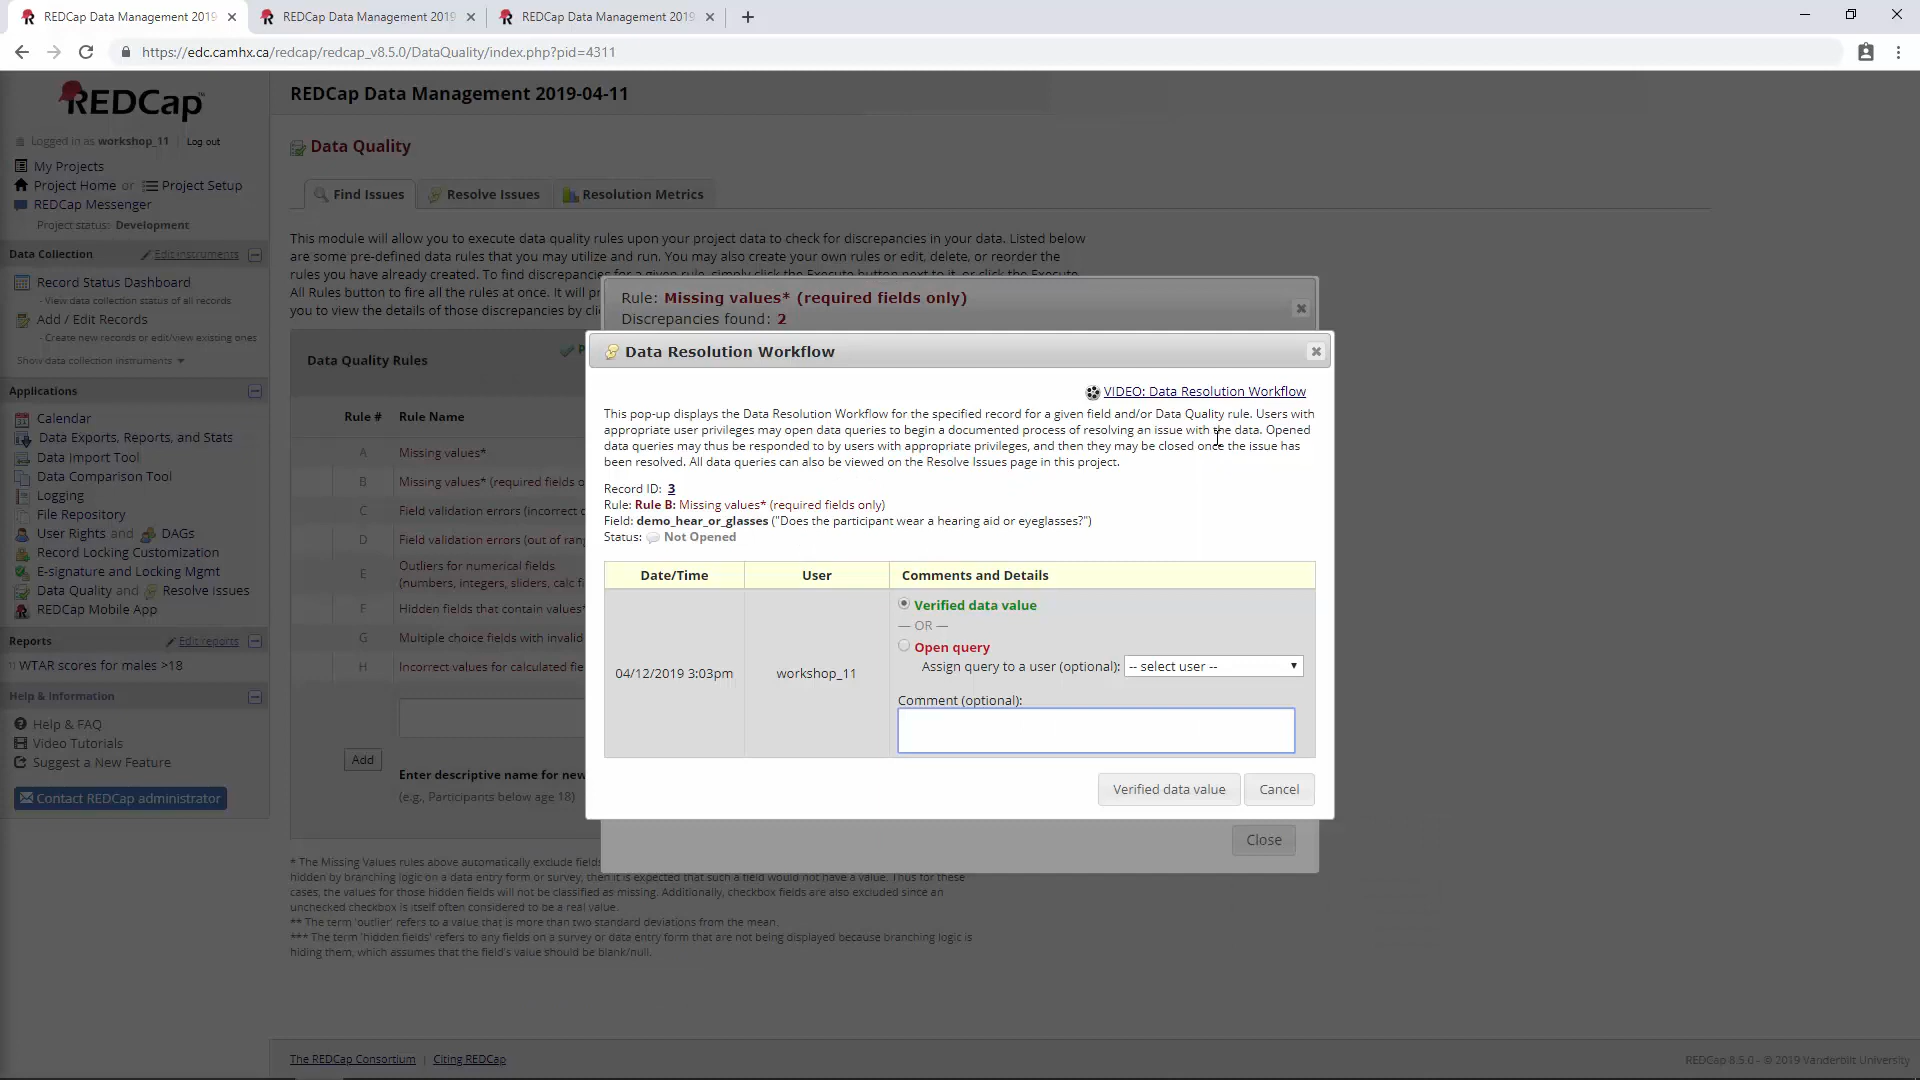 REDCap Data Management 2019
REDCap Data Management 2019
REDCap Data Management 2019
https://edc.camhx.ca/redcap/redcap_v8.5.0/DataQuality/index.php?pid=4311
REDCap
Logged in as workshop_11 | Log out
My Projects
Project Home or Project Setup
REDCap Messenger
Project status: Development
Data Collection Edit instruments
Record Status Dashboard
- View data collection status of all records
Add / Edit Records
- Create new records or edit/view existing ones
Show data collection instruments
Applications
Calendar
Data Exports, Reports, and Stats
Data Import Tool
Data Comparison Tool
Logging
File Repository
User Rights and DAGs
Record Locking Customization
E-signature and Locking Mgmt
Data Quality and Resolve Issues
REDCap Mobile App
Reports Edit reports
1) WTAR scores for males >18
Help & Information
Help & FAQ
Video Tutorials
Suggest a New Feature
Contact REDCap administrator
REDCap Data Management 2019-04-11
Data Quality
Find Issues Resolve Issues Resolution Metrics
This module will allow you to execute data quality rules upon your project data to check for discrepancies in your data. Listed below
are some pre-defined data rules that you may utilize and run. You may also create your own rules or edit, delete, or reorder the
rules you have already created. To find discrepancies for a given rule, simply click the Execute button next to it, or click the Execute
All Rules button to fire all the rules at once. It will pr
you to view the details of those discrepancies by cli
Data Quality Rules
Rule # Rule Name
A Missing values*
B Missing values* (required fields o
C Field validation errors (incorrect d
D Field validation errors (out of ran
E Outliers for numerical fields
(numbers, integers, sliders, calc fi
F Hidden fields that contain values*
G Multiple choice fields with invalid
H Incorrect values for calculated fie
Add
Enter descriptive name for new
(e.g., Participants below age 18)
* The Missing Values rules above automatically exclude fields
hidden by branching logic on a data entry form or survey, then it is expected that such a field would not have a value. Thus for these
cases, the values for those hidden fields will not be classified as missing. Additionally, checkbox fields are also excluded since an
unchecked checkbox is itself often considered to be a real value.
** The term 'outlier' refers to a value that is more than two standard deviations from the mean.
*** The term 'hidden fields' refers to any fields on a survey or data entry form that are not being displayed because branching logic is
hiding them, which assumes that the field's value should be blank/null.
Rule: Missing values* (required fields only)
Discrepancies found: 2
Data Resolution Workflow
VIDEO: Data Resolution Workflow
This pop-up displays the Data Resolution Workflow for the specified record for a given field and/or Data Quality rule. Users with
appropriate user privileges may open data queries to begin a documented process of resolving an issue with the data. Opened
data queries may thus be responded to by users with appropriate privileges, and then they may be closed once the issue has
been resolved. All data queries can also be viewed on the Resolve Issues page in this project.
Record ID: 3
Rule: Rule B: Missing values* (required fields only)
Field: demo_hear_or_glasses ("Does the participant wear a hearing aid or eyeglasses?")
Status: Not Opened
Date/Time User Comments and Details
04/12/2019 3:03pm workshop_11
Verified data value
— OR —
Open query
Assign query to a user (optional): -- select user --
Comment (optional):
Verified data value Cancel
Close
The REDCap Consortium | Citing REDCap
REDCap 8.5.0 - © 2019 Vanderbilt University